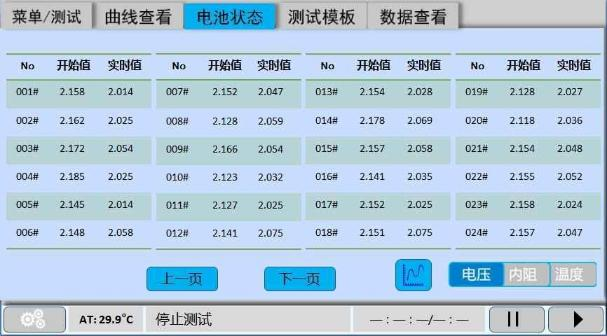 菜单/测试 曲线查看 电池状态 测试模板 数据查看
No 开始值 实时值 No 开始值 实时值 No 开始值 实时值 No 开始值 实时值
001# 2.158 2.014 007# 2.152 2.047 013# 2.154 2.028 019# 2.128 2.027
002# 2.162 2.025 008# 2.128 2.059 014# 2.178 2.069 020# 2.118 2.036
003# 2.172 2.054 009# 2.166 2.054 015# 2.157 2.058 021# 2.154 2.048
004# 2.185 2.025 010# 2.123 2.032 016# 2.141 2.035 022# 2.155 2.052
005# 2.145 2.014 011# 2.127 2.025 017# 2.152 2.025 023# 2.158 2.024
006# 2.148 2.058 012# 2.141 2.075 018# 2.151 2.075 024# 2.157 2.047
上一页 下一页 电压 内阻 温度
AT: 29.9°C 停止测试 —:—:—/—:—